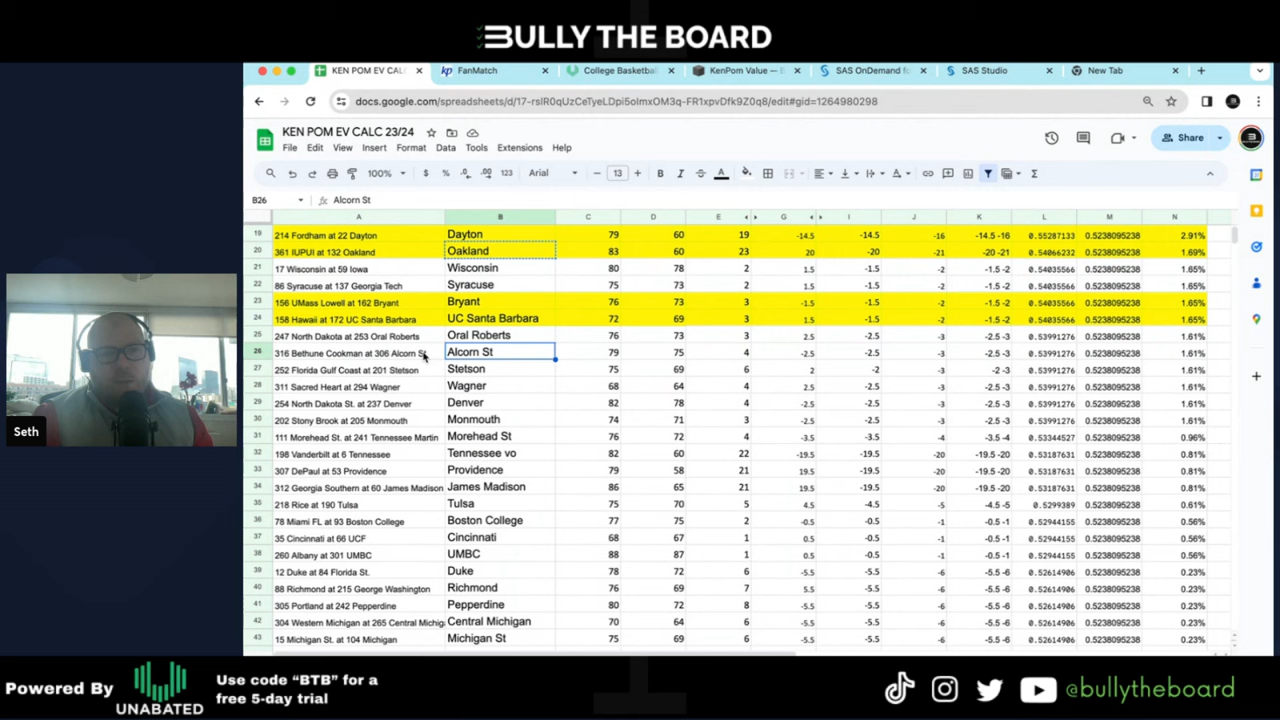 BULLY THE BOARD
KEN POM EV CALC
FanMatch
College Basketbal
KenPom Value —
SAS OnDemand fo
SAS Studio
New Tab
docs.google.com/spreadsheets/d/17-rslR0qUzCeTyeLDpi5olmxOM3q-FR1xpvDfk9Z0q8/edit#gid=1264980298
KEN POM EV CALC 23/24
File Edit View Insert Format Data Tools Extensions Help
Share
100% $ % .0 .00 123 Arial 13 B I A
B26 Alcorn St
A B C D E G I J K L M N
19 214 Fordham at 22 Dayton Dayton 79 60 19 -14.5 -14.5 -16 -14.5 -16 0.55287133 0.5238095238 2.91%
20 361 IUPUI at 132 Oakland Oakland 83 60 23 20 -20 -21 -20 -21 0.54066232 0.5238095238 1.69%
21 17 Wisconsin at 59 Iowa Wisconsin 80 78 2 1.5 -1.5 -2 -1.5 -2 0.54035566 0.5238095238 1.65%
22 86 Syracuse at 137 Georgia Tech Syracuse 75 73 2 1.5 -1.5 -2 -1.5 -2 0.54035566 0.5238095238 1.65%
23 156 UMass Lowell at 162 Bryant Bryant 76 73 3 -1.5 -1.5 -2 -1.5 -2 0.54035566 0.5238095238 1.65%
24 158 Hawaii at 172 UC Santa Barbara UC Santa Barbara 72 69 3 -1.5 -1.5 -2 -1.5 -2 0.54035566 0.5238095238 1.65%
25 247 North Dakota at 253 Oral Roberts Oral Roberts 76 73 3 2.5 -2.5 -3 -2.5 -3 0.53991276 0.5238095238 1.61%
26 316 Bethune Cookman at 306 Alcorn St Alcorn St 79 75 4 -2.5 -2.5 -3 -2.5 -3 0.53991276 0.5238095238 1.61%
27 252 Florida Gulf Coast at 201 Stetson Stetson 75 69 6 2 -2 -3 -2 -3 0.53991276 0.5238095238 1.61%
28 311 Sacred Heart at 294 Wagner Wagner 68 64 4 2.5 -2.5 -3 -2.5 -3 0.53991276 0.5238095238 1.61%
29 254 North Dakota St. at 237 Denver Denver 82 78 4 -2.5 -2.5 -3 -2.5 -3 0.53991276 0.5238095238 1.61%
30 202 Stony Brook at 205 Monmouth Monmouth 74 71 3 -2.5 -2.5 -3 -2.5 -3 0.53991276 0.5238095238 1.61%
31 111 Morehead St. at 241 Tennessee Martin Morehead St 76 72 4 -3.5 -3.5 -4 -3.5 -4 0.53344527 0.5238095238 0.96%
32 198 Vanderbilt at 6 Tennessee Tennessee vo 82 60 22 -19.5 -19.5 -20 -19.5 -20 0.53187631 0.5238095238 0.81%
33 307 DePaul at 53 Providence Providence 79 58 21 19.5 -19.5 -20 -19.5 -20 0.53187631 0.5238095238 0.81%
34 312 Georgia Southern at 60 James Madison James Madison 86 65 21 19.5 -19.5 -20 -19.5 -20 0.53187631 0.5238095238 0.81%
35 218 Rice at 190 Tulsa Tulsa 75 70 5 4.5 -4.5 -5 -4.5 -5 0.5299389 0.5238095238 0.61%
36 78 Miami FL at 93 Boston College Boston College 77 75 2 -0.5 -0.5 -1 -0.5 -1 0.52944155 0.5238095238 0.56%
37 35 Cincinnati at 66 UCF Cincinnati 68 67 1 0.5 -0.5 -1 -0.5 -1 0.52944155 0.5238095238 0.56%
38 260 Albany at 301 UMBC UMBC 88 87 1 0.5 -0.5 -1 -0.5 -1 0.52944155 0.5238095238 0.56%
39 12 Duke at 84 Florida St. Duke 78 72 6 -5.5 -5.5 -6 -5.5 -6 0.52614906 0.5238095238 0.23%
40 88 Richmond at 215 George Washington Richmond 76 69 7 5.5 -5.5 -6 -5.5 -6 0.52614906 0.5238095238 0.23%
41 305 Portland at 242 Pepperdine Pepperdine 80 72 8 -5.5 -5.5 -6 -5.5 -6 0.52614906 0.5238095238 0.23%
42 304 Western Michigan at 265 Central Michig Central Michigan 70 64 6 -5.5 -5.5 -6 -5.5 -6 0.52614906 0.5238095238 0.23%
43 15 Michigan St. at 104 Michigan Michigan St 75 69 6 -5.5 -5.5 -6 -5.5 -6 0.52614906 0.5238095238 0.23%
Seth
Powered By
UNABATED
Use code “BTB” for a
free 5-day trial
@bullytheboard